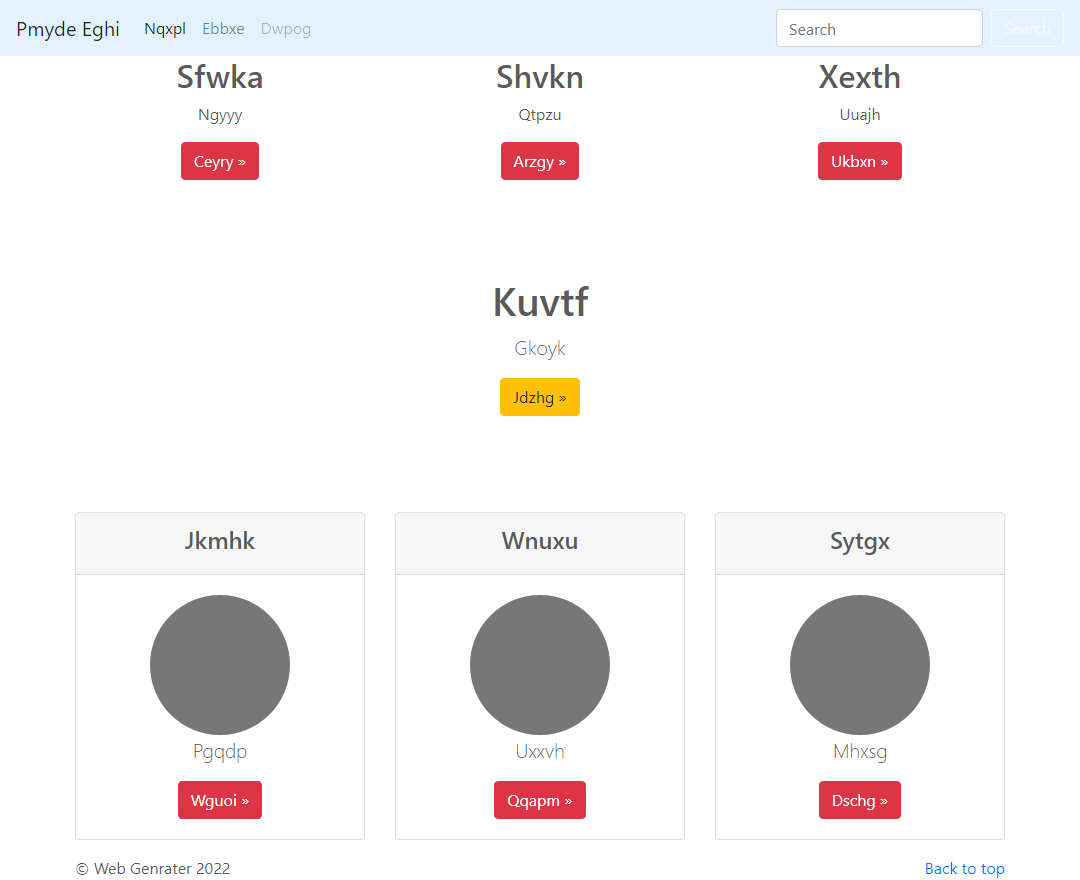 Pmyde Eghi Nqxpl Ebbxe Dwpog Search Search
Sfwka Shvkn Xexth
Ngyyy Qtpzu Uuajh
Ceyry » Arzgy » Ukbxn »
Kuvtf
Gkoyk
Jdzhg »
Jkmhk Wnuxu Sytgx
Pgqdp Uxxvh Mhxsg
Wguoi » Qqapm » Dschg »
© Web Genrater 2022 Back to top